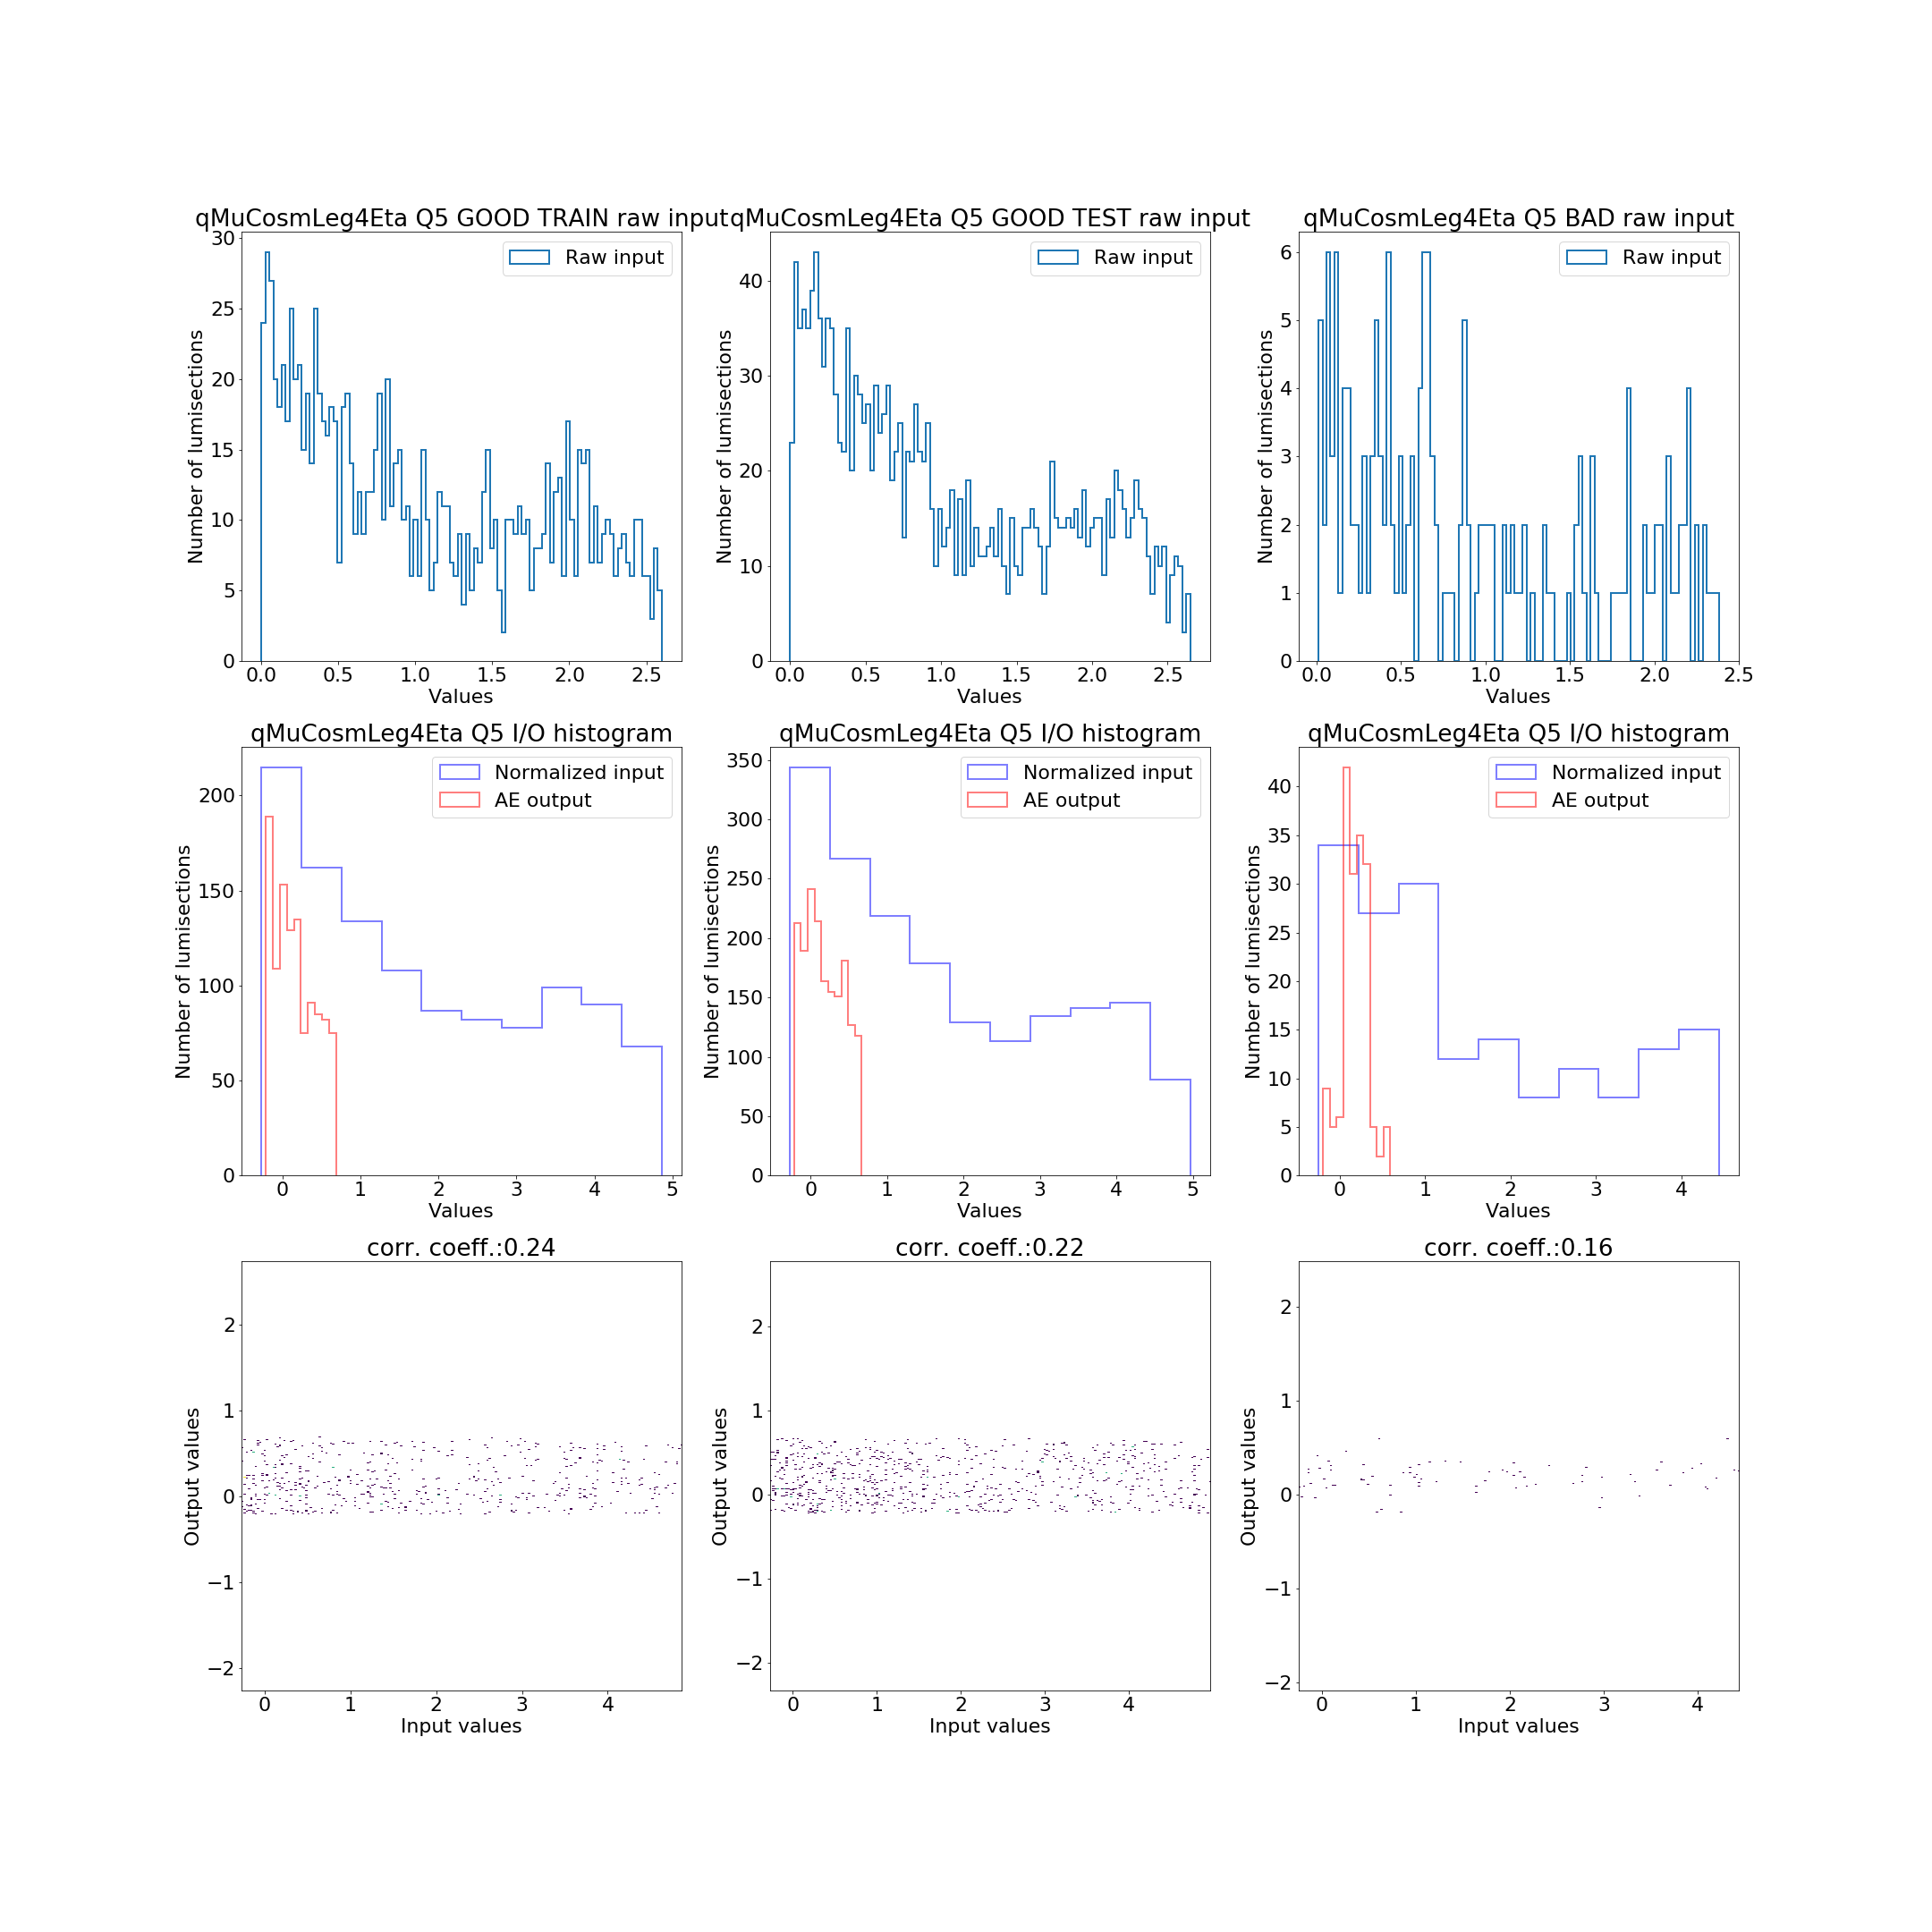 qMuCosmLeg4Eta Q5 GOOD TRAIN raw input
Number of lumisections
30
25
20
15
10
5
0
Raw input
0.0 0.5 1.0 1.5 2.0 2.5
Values
qMuCosmLeg4Eta Q5 GOOD TEST raw input
Number of lumisections
40
30
20
10
0
Raw input
0.0 0.5 1.0 1.5 2.0 2.5
Values
qMuCosmLeg4Eta Q5 BAD raw input
Number of lumisections
6
5
4
3
2
1
0
Raw input
0.0 0.5 1.0 1.5 2.0 2.5
Values
qMuCosmLeg4Eta Q5 I/O histogram
Number of lumisections
200
150
100
50
0
Normalized input
AE output
0 1 2 3 4 5
Values
qMuCosmLeg4Eta Q5 I/O histogram
Number of lumisections
350
300
250
200
150
100
50
0
Normalized input
AE output
0 1 2 3 4 5
Values
qMuCosmLeg4Eta Q5 I/O histogram
Number of lumisections
40
35
30
25
20
15
10
5
0
Normalized input
AE output
0 1 2 3 4
Values
corr. coeff.:0.24
Output values
2
1
0
−1
−2
0 1 2 3 4
Input values
corr. coeff.:0.22
Output values
2
1
0
−1
−2
0 1 2 3 4
Input values
corr. coeff.:0.16
Output values
2
1
0
−1
−2
0 1 2 3 4
Input values